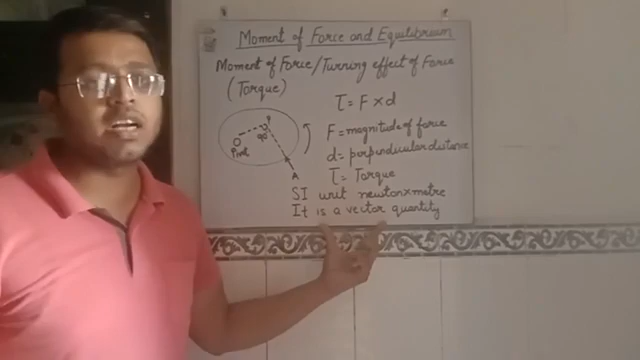 Moment of Force and Equilibrium
Moment of Force/Turning effect of Force
(Torque)
τ = F × d
F = magnitude of force
d = perpendicular distance
τ = Torque
SI unit newton×metre
It is a vector quantity
O
Pivot
90°
P
A